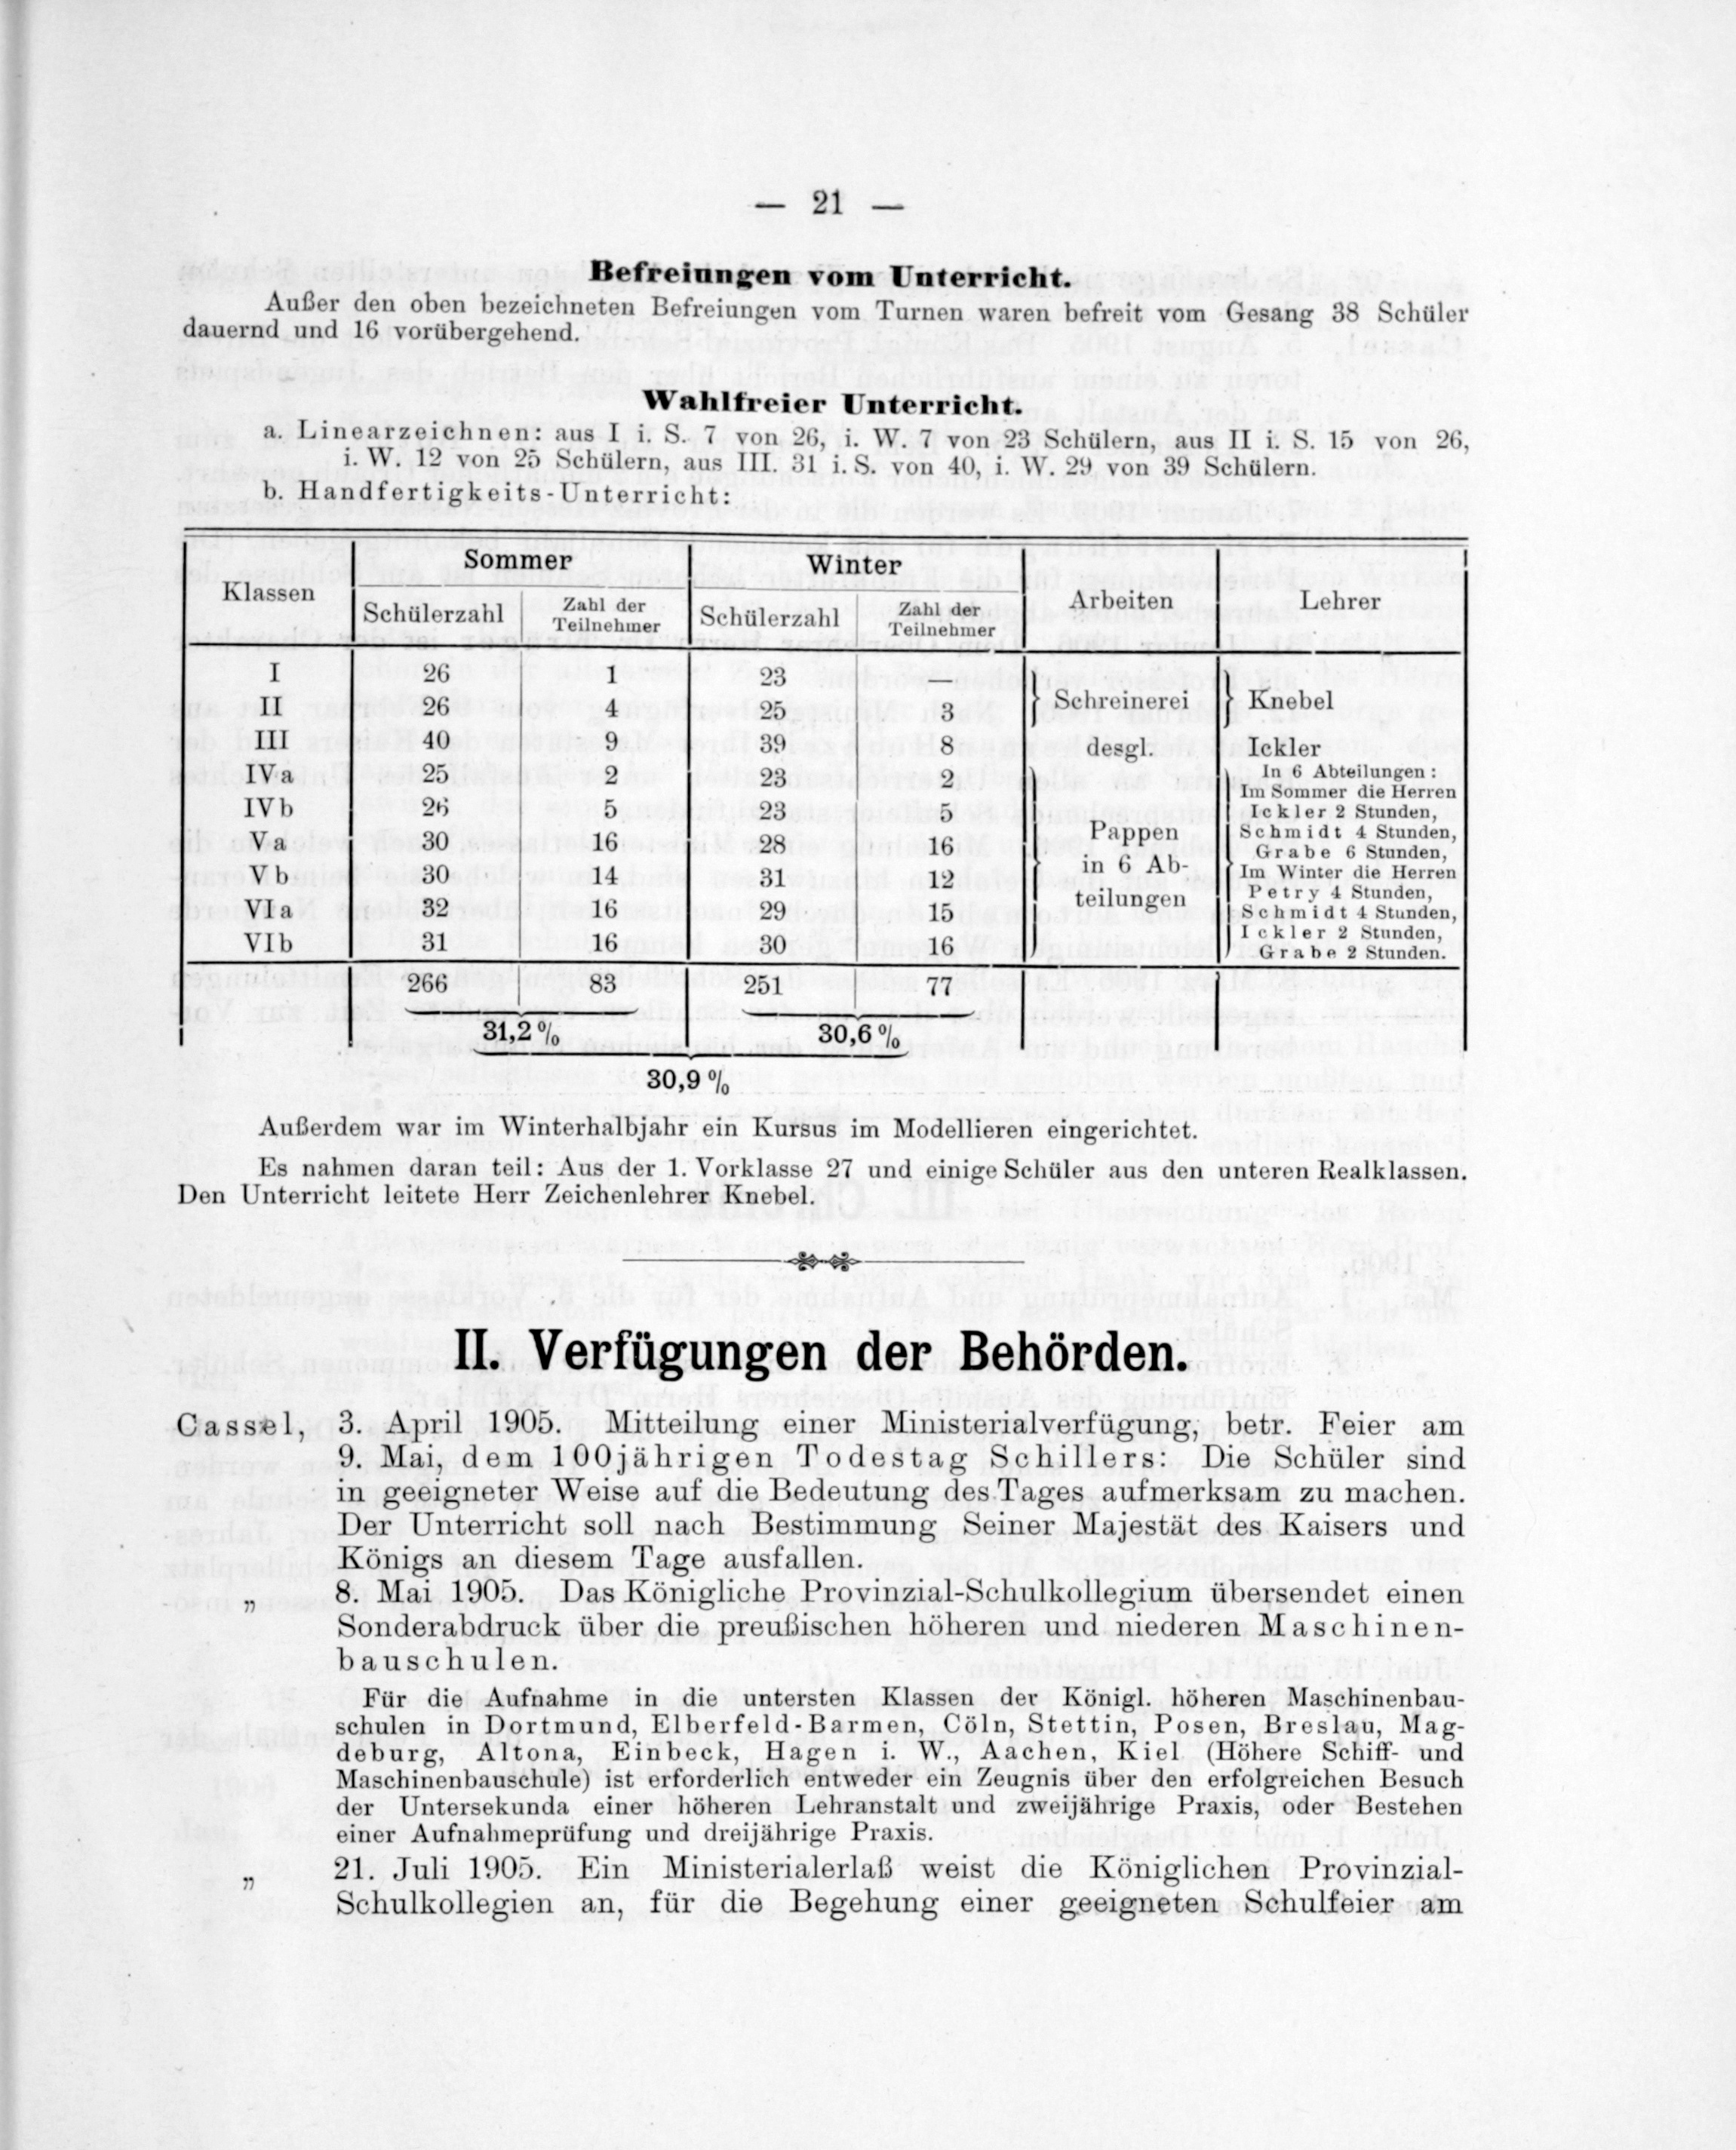 — 21 —
Befreiungen vom Unterricht.
Außer den oben bezeichneten Befreiungen vom Turnen waren befreit vom Gesang 38 Schüler
dauernd und 16 vorübergehend.
Wahlfreier Unterricht.
a. Linearzeichnen: aus I i. S. 7 von 26, i. W. 7 von 23 Schülern, aus II i. S. 15 von 26,
i. W. 12 von 25 Schülern, aus III. 31 i. S. von 40, i. W. 29 von 39 Schülern.
b. Handfertigkeits-Unterricht:
Klassen Sommer Winter Arbeiten Lehrer
Schülerzahl Zahl der Teilnehmer Schülerzahl Zahl der Teilnehmer
I 26 1 23 —
II 26 4 25 3 Schreinerei Knebel
III 40 9 39 8 desgl. Ickler
IVa 25 2 23 2
IVb 26 5 23 5
Va 30 16 28 16
Vb 30 14 31 12
VIa 32 16 29 15
VIb 31 16 30 16
Pappen
in 6 Ab-
teilungen
In 6 Abteilungen:
Im Sommer die Herren
Ickler 2 Stunden,
Schmidt 4 Stunden,
Grabe 6 Stunden,
Im Winter die Herren
Petry 4 Stunden,
Schmidt 4 Stunden,
Ickler 2 Stunden,
Grabe 2 Stunden.
266 83 251 77
31,2 % 30,6 %
30,9 %
Außerdem war im Winterhalbjahr ein Kursus im Modellieren eingerichtet.
Es nahmen daran teil: Aus der 1. Vorklasse 27 und einige Schüler aus den unteren Realklassen.
Den Unterricht leitete Herr Zeichenlehrer Knebel.
II. Verfügungen der Behörden.
Cassel, 3. April 1905. Mitteilung einer Ministerialverfügung, betr. Feier am
9. Mai, dem 100jährigen Todestag Schillers: Die Schüler sind
in geeigneter Weise auf die Bedeutung des Tages aufmerksam zu machen.
Der Unterricht soll nach Bestimmung Seiner Majestät des Kaisers und
Königs an diesem Tage ausfallen.
„ 8. Mai 1905. Das Königliche Provinzial-Schulkollegium übersendet einen
Sonderabdruck über die preußischen höheren und niederen Maschinen-
bauschulen.
Für die Aufnahme in die untersten Klassen der Königl. höheren Maschinenbau-
schulen in Dortmund, Elberfeld-Barmen, Cöln, Stettin, Posen, Breslau, Mag-
deburg, Altona, Einbeck, Hagen i. W., Aachen, Kiel (Höhere Schiff- und
Maschinenbauschule) ist erforderlich entweder ein Zeugnis über den erfolgreichen Besuch
der Untersekunda einer höheren Lehranstalt und zweijährige Praxis, oder Bestehen
einer Aufnahmeprüfung und dreijährige Praxis.
„ 21. Juli 1905. Ein Ministerialerlaß weist die Königlichen Provinzial-
Schulkollegien an, für die Begehung einer geeigneten Schulfeier am